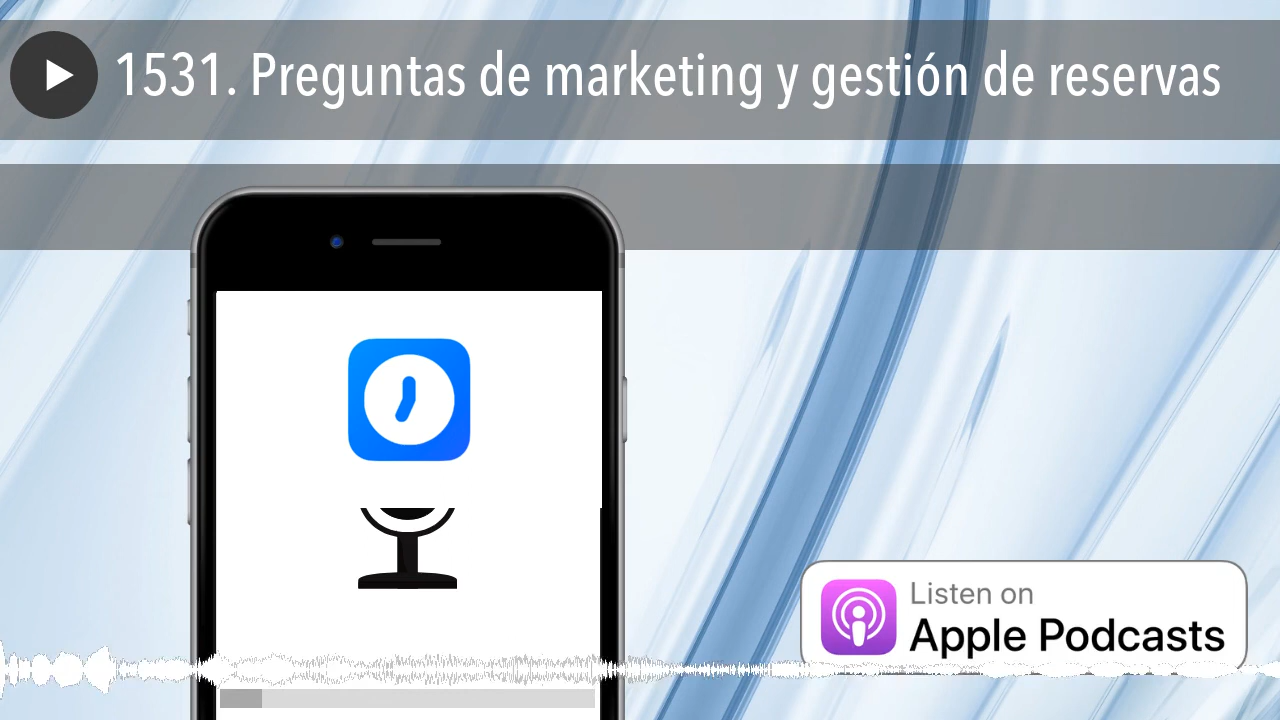 1531. Preguntas de marketing y gestión de reservas
Listen on
Apple Podcasts